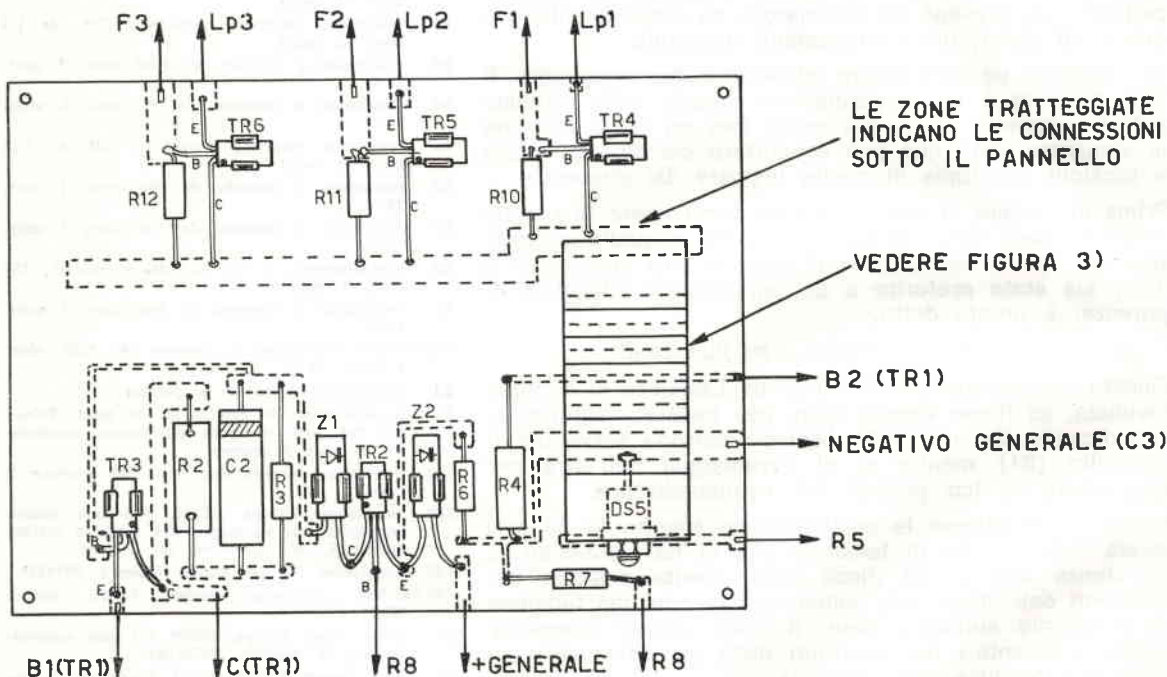 F3 Lp3 F2 Lp2 F1 Lp1
LE ZONE TRATTEGGIATE
INDICANO LE CONNESSIONI
SOTTO IL PANNELLO
E TR6 E TR5 E TR4
B B B
R12 C R11 C R10 C
VEDERE FIGURA 3)
B2 (TR1)
NEGATIVO GENERALE (C3)
Z1 Z2
TR3 R2 C2 R3 TR2 R6 R4
DS5
R5
E C C R7
B1(TR1) C(TR1) R8 +GENERALE R8